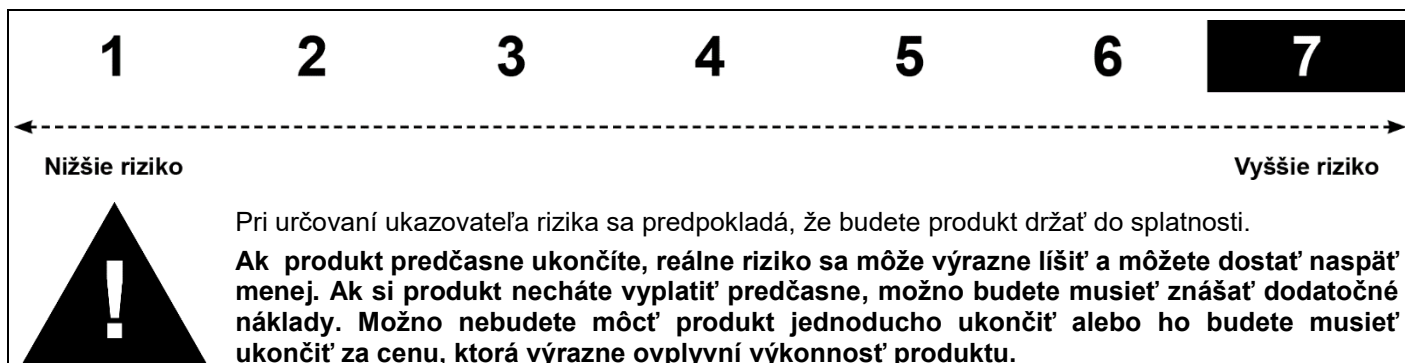 1 2 3 4 5 6 7
Nižšie riziko Vyššie riziko
!
Pri určovaní ukazovateľa rizika sa predpokladá, že budete produkt držať do splatnosti.
Ak produkt predčasne ukončíte, reálne riziko sa môže výrazne líšiť a môžete dostať naspäť
menej. Ak si produkt necháte vyplatiť predčasne, možno budete musieť znášať dodatočné
náklady. Možno nebudete môcť produkt jednoducho ukončiť alebo ho budete musieť
ukončiť za cenu, ktorá výrazne ovplyvní výkonnosť produktu.